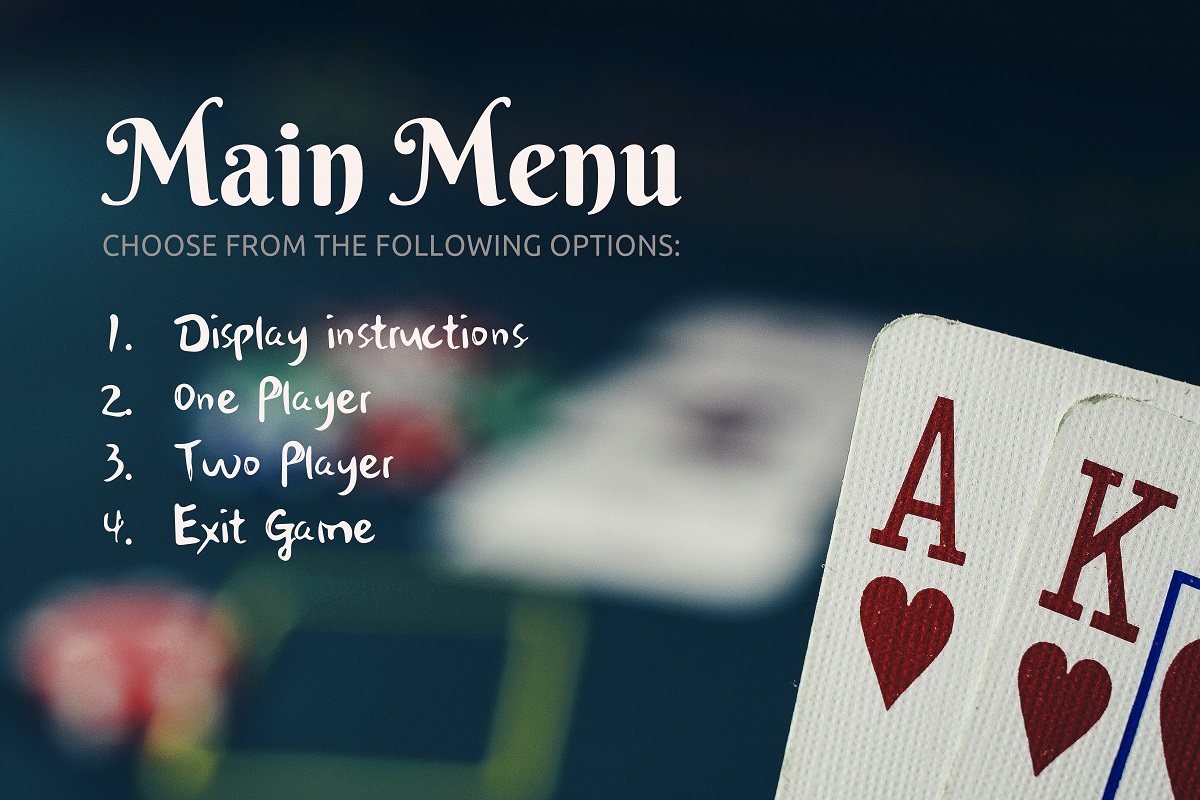 Main Menu
CHOOSE FROM THE FOLLOWING OPTIONS:
1. Display instructions
2. One Player
3. Two Player
4. Exit Game
A
K